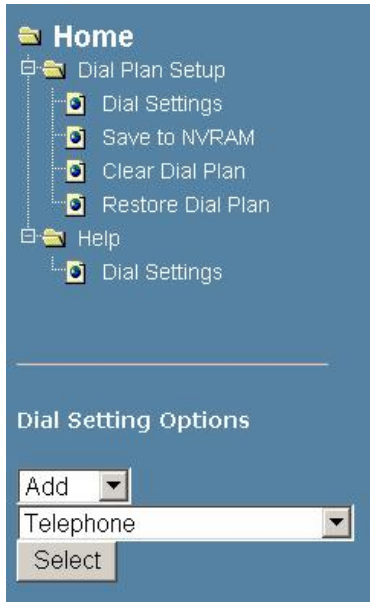 Home
Dial Plan Setup
Dial Settings
Save to NVRAM
Clear Dial Plan
Restore Dial Plan
Help
Dial Settings
Dial Setting Options
Add
Telephone
Select